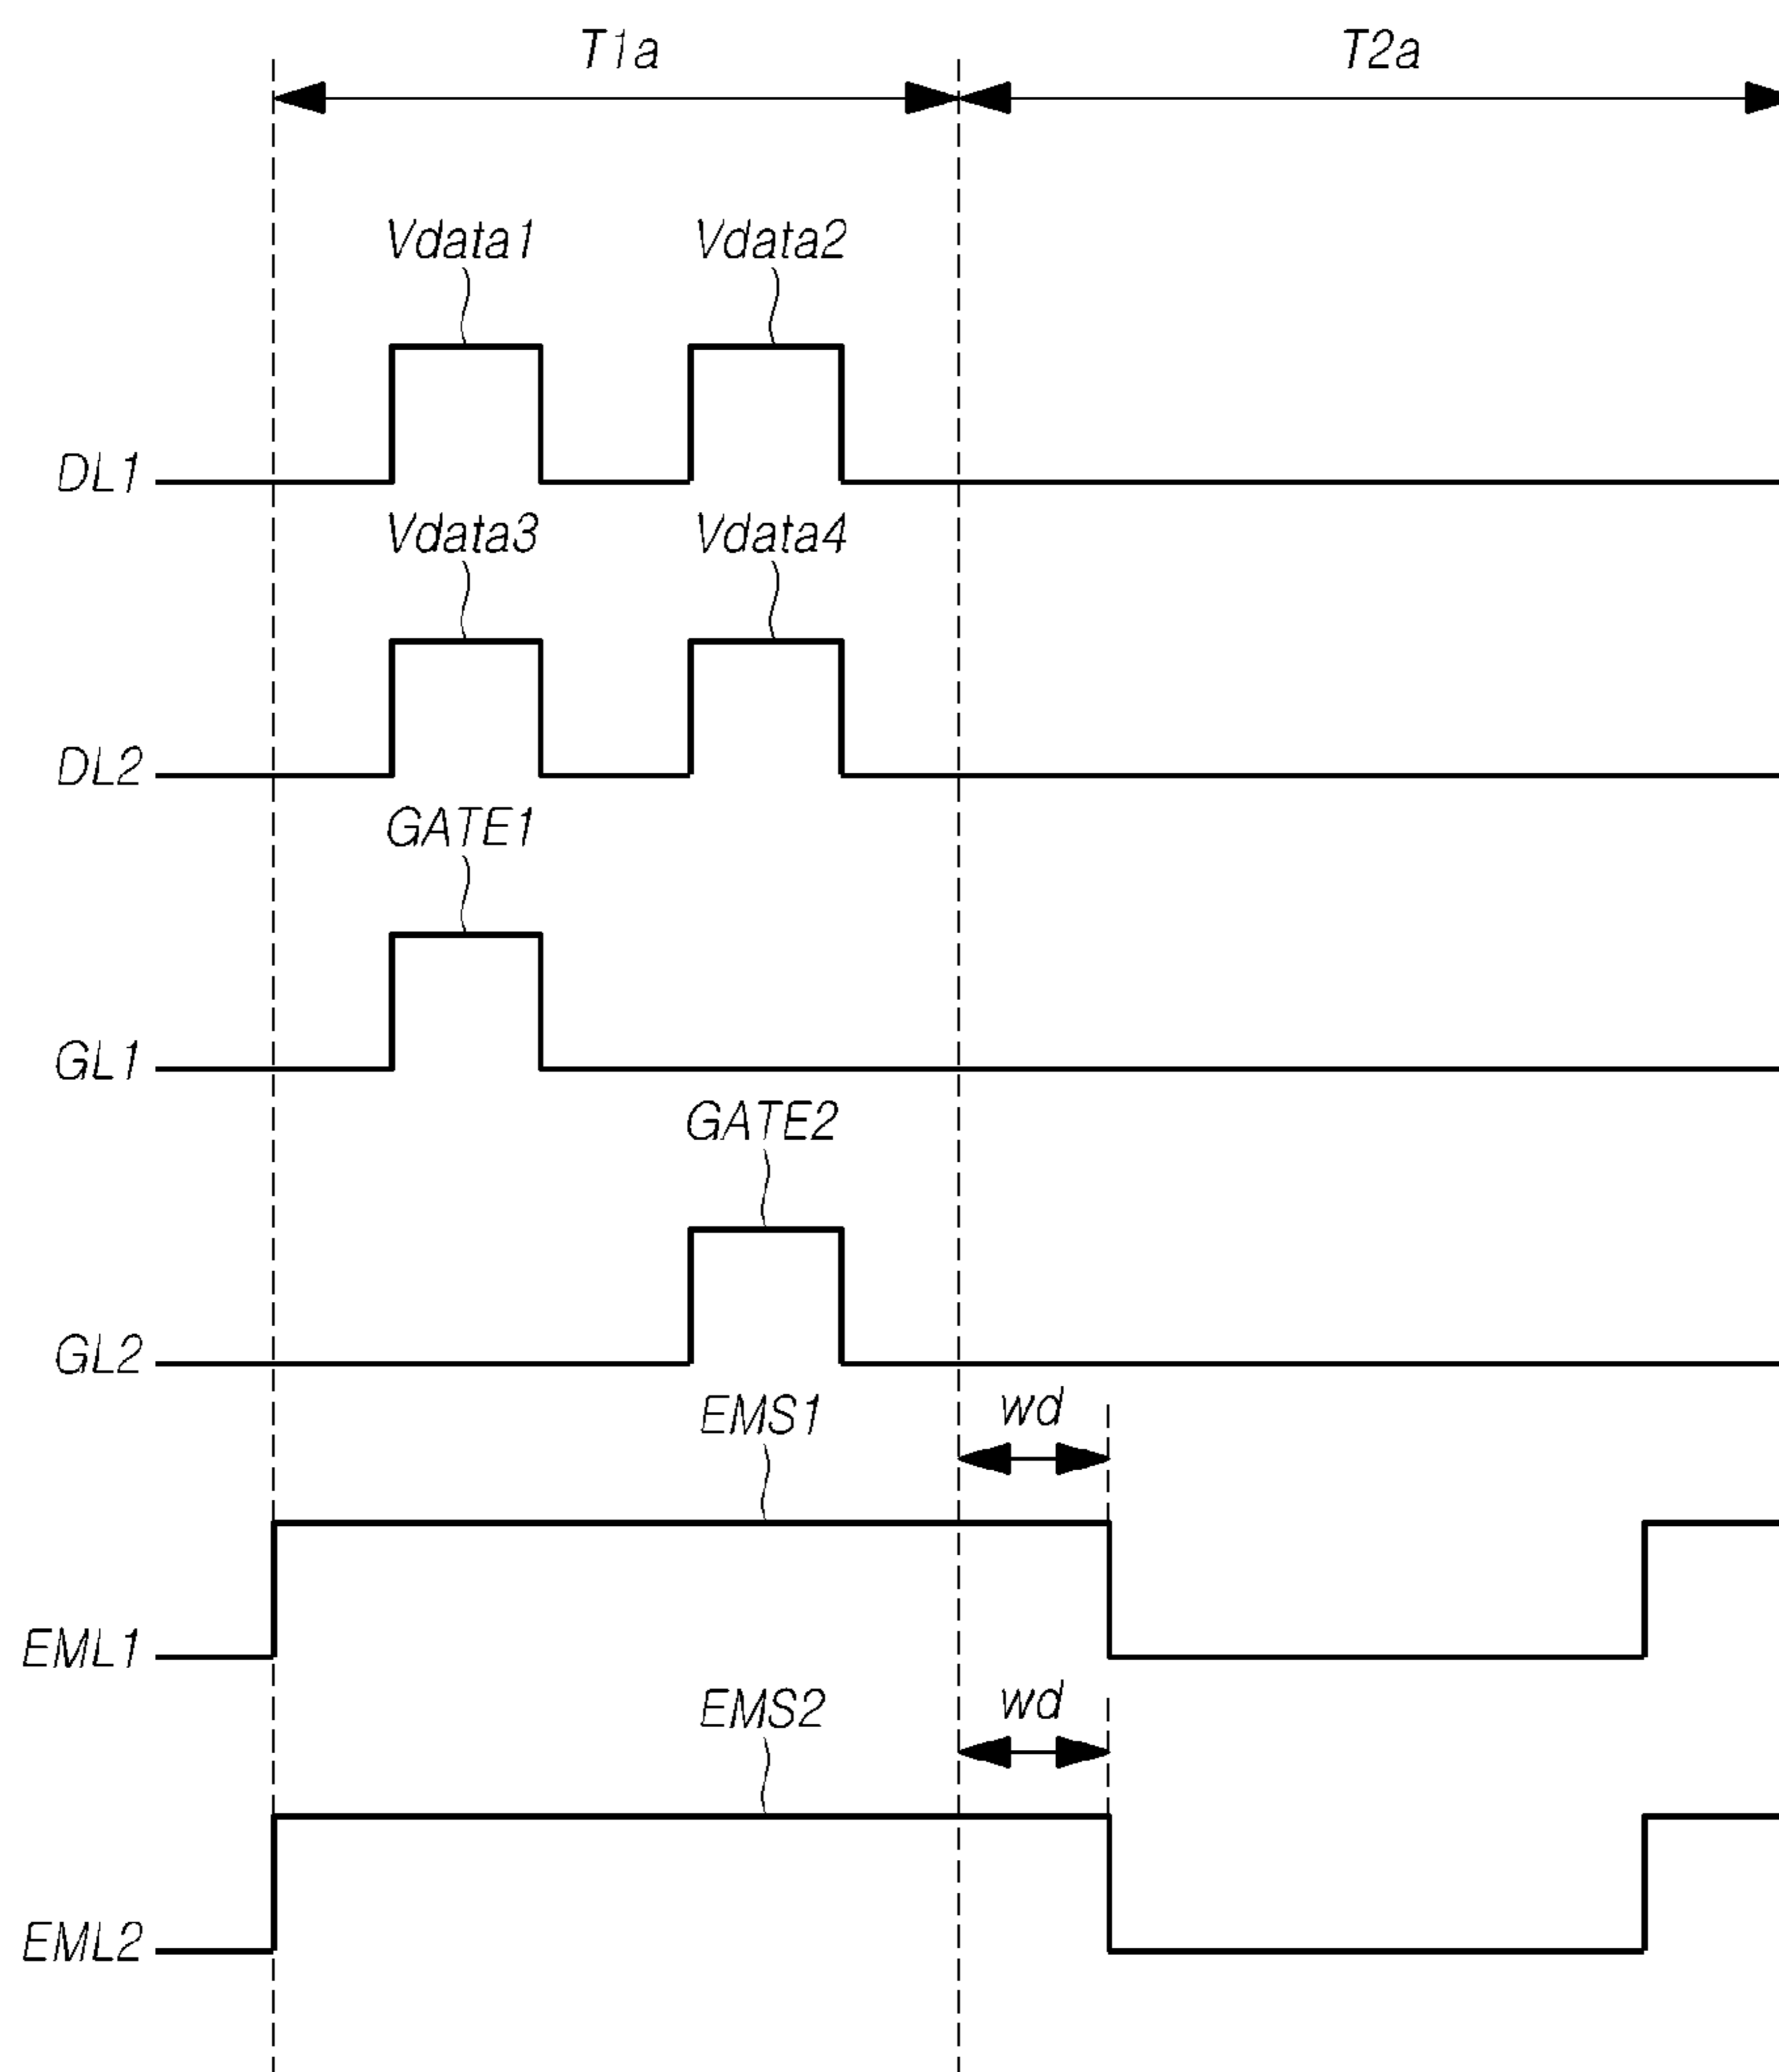 T1a T2a
Vdata1 Vdata2
DL1
Vdata3 Vdata4
DL2
GATE1
GL1
GATE2
GL2
EMS1 wd
EML1
EMS2 wd
EML2